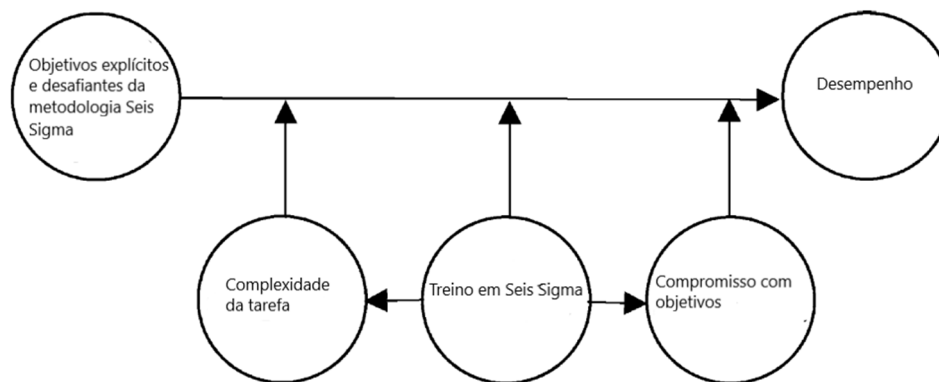 Objetivos explícitos
e desafiantes da
metodologia Seis
Sigma
Desempenho
Complexidade
da tarefa
Treino em Seis Sigma
Compromisso com
objetivos